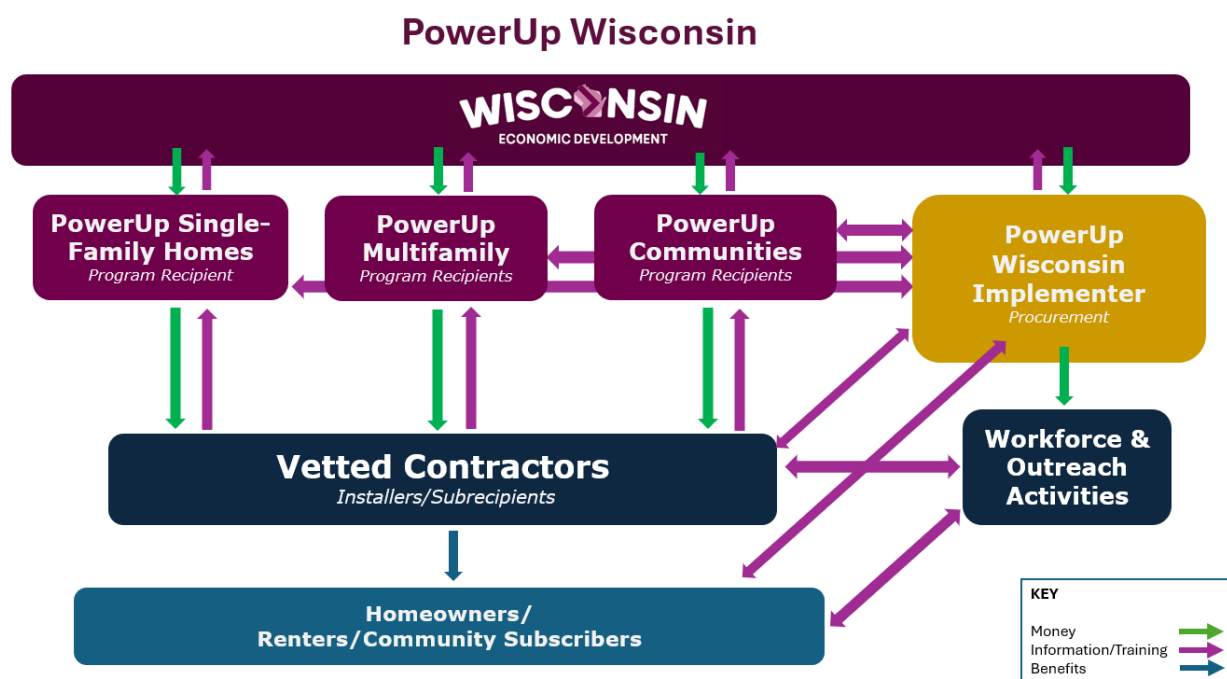 PowerUp Wisconsin
WISCONSIN
ECONOMIC DEVELOPMENT
PowerUp Single-
Family Homes
Program Recipient
PowerUp
Multifamily
Program Recipients
PowerUp
Communities
Program Recipients
PowerUp
Wisconsin
Implementer
Procurement
Vetted Contractors
Installers/Subrecipients
Workforce &
Outreach
Activities
Homeowners/
Renters/Community Subscribers
KEY
Money
Information/Training
Benefits